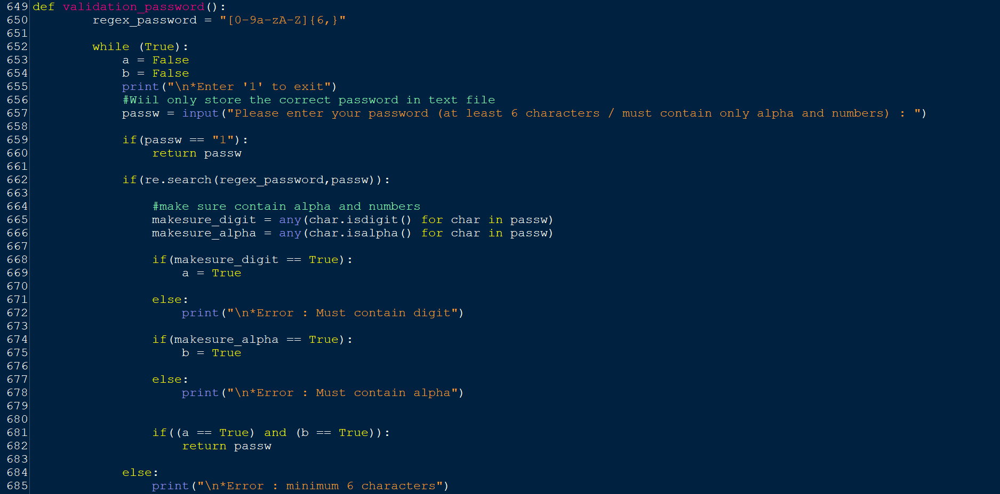 649 def validation_password():
650         regex_password = "[0-9a-zA-Z]{6,}"
651
652         while (True):
653             a = False
654             b = False
655             print("\n*Enter '1' to exit")
656             #Wiil only store the correct password in text file
657             passw = input("Please enter your password (at least 6 characters / must contain only alpha and numbers) : ")
658
659             if(passw == "1"):
660                 return passw
661
662             if(re.search(regex_password,passw)):
663
664                 #make sure contain alpha and numbers
665                 makesure_digit = any(char.isdigit() for char in passw)
666                 makesure_alpha = any(char.isalpha() for char in passw)
667
668                 if(makesure_digit == True):
669                     a = True
670
671                 else:
672                     print("\n*Error : Must contain digit")
673
674                 if(makesure_alpha == True):
675                     b = True
676
677                 else:
678                     print("\n*Error : Must contain alpha")
679
680
681                 if((a == True) and (b == True)):
682                     return passw
683
684             else:
685                 print("\n*Error : minimum 6 characters")